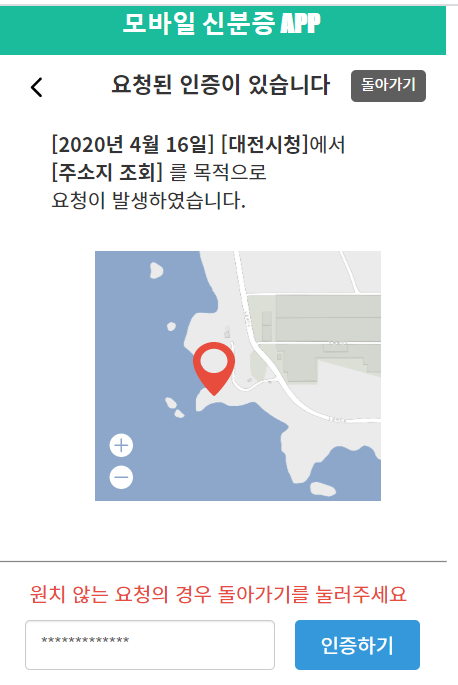 모바일 신분증 APP
요청된 인증이 있습니다 돌아가기
[2020년 4월 16일] [대전시청]에서
[주소지 조회] 를 목적으로
요청이 발생하였습니다.
원치 않는 요청의 경우 돌아가기를 눌러주세요
************* 인증하기